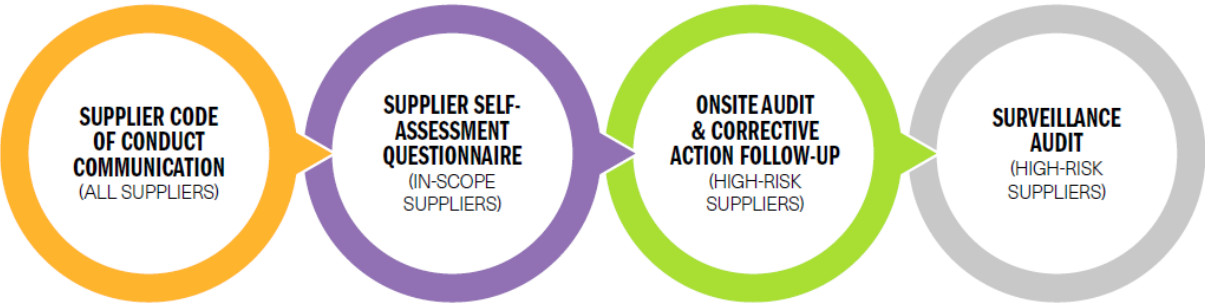 SUPPLIER CODE
OF CONDUCT
COMMUNICATION
(ALL SUPPLIERS)
SUPPLIER SELF-
ASSESSMENT
QUESTIONNAIRE
(IN-SCOPE
SUPPLIERS)
ONSITE AUDIT
& CORRECTIVE
ACTION FOLLOW-UP
(HIGH-RISK
SUPPLIERS)
SURVEILLANCE
AUDIT
(HIGH-RISK
SUPPLIERS)